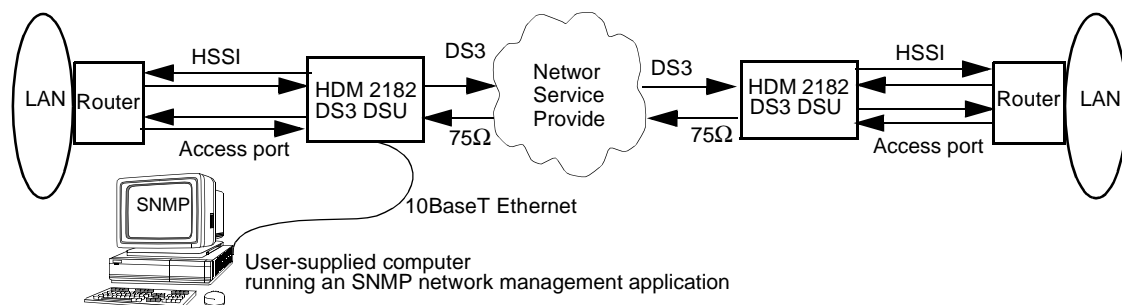 LAN
Router
HSSI
Access port
HDM 2182
DS3 DSU
DS3
75Ω
Networ
Service
Provide
DS3
75Ω
HDM 2182
DS3 DSU
HSSI
Access port
Router
LAN
SNMP
10BaseT Ethernet
User-supplied computer
running an SNMP network management application